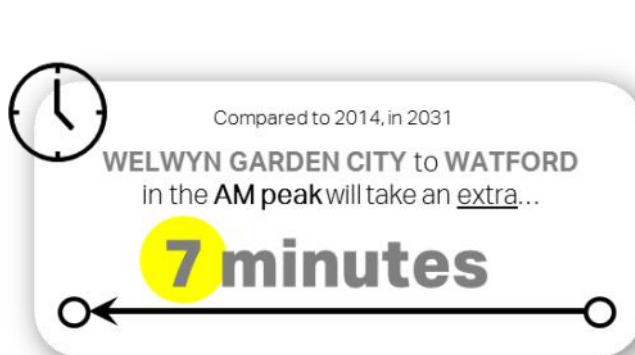 Compared to 2014, in 2031
WELWYN GARDEN CITY to WATFORD
in the AM peak will take an extra...
7 minutes